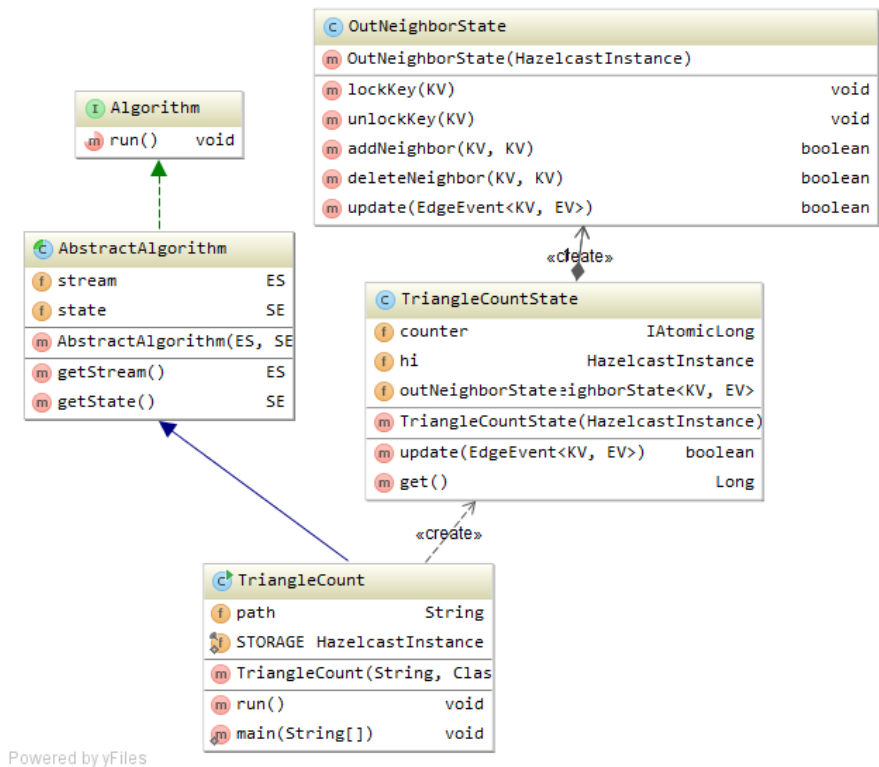 OutNeighborState
OutNeighborState(HazelcastInstance)
lockKey(KV) void
unlockKey(KV) void
addNeighbor(KV, KV) boolean
deleteNeighbor(KV, KV) boolean
update(EdgeEvent<KV, EV>) boolean
Algorithm
run() void
AbstractAlgorithm
stream ES
state SE
AbstractAlgorithm(ES, SE
getStream() ES
getState() SE
«create»
1
TriangleCountState
counter IAtomicLong
hi HazelcastInstance
outNeighborState eighborState<KV, EV>
TriangleCountState(HazelcastInstance)
update(EdgeEvent<KV, EV>) boolean
get() Long
«create»
TriangleCount
path String
STORAGE HazelcastInstance
TriangleCount(String, Clas
run() void
main(String[]) void
Powered by yFiles